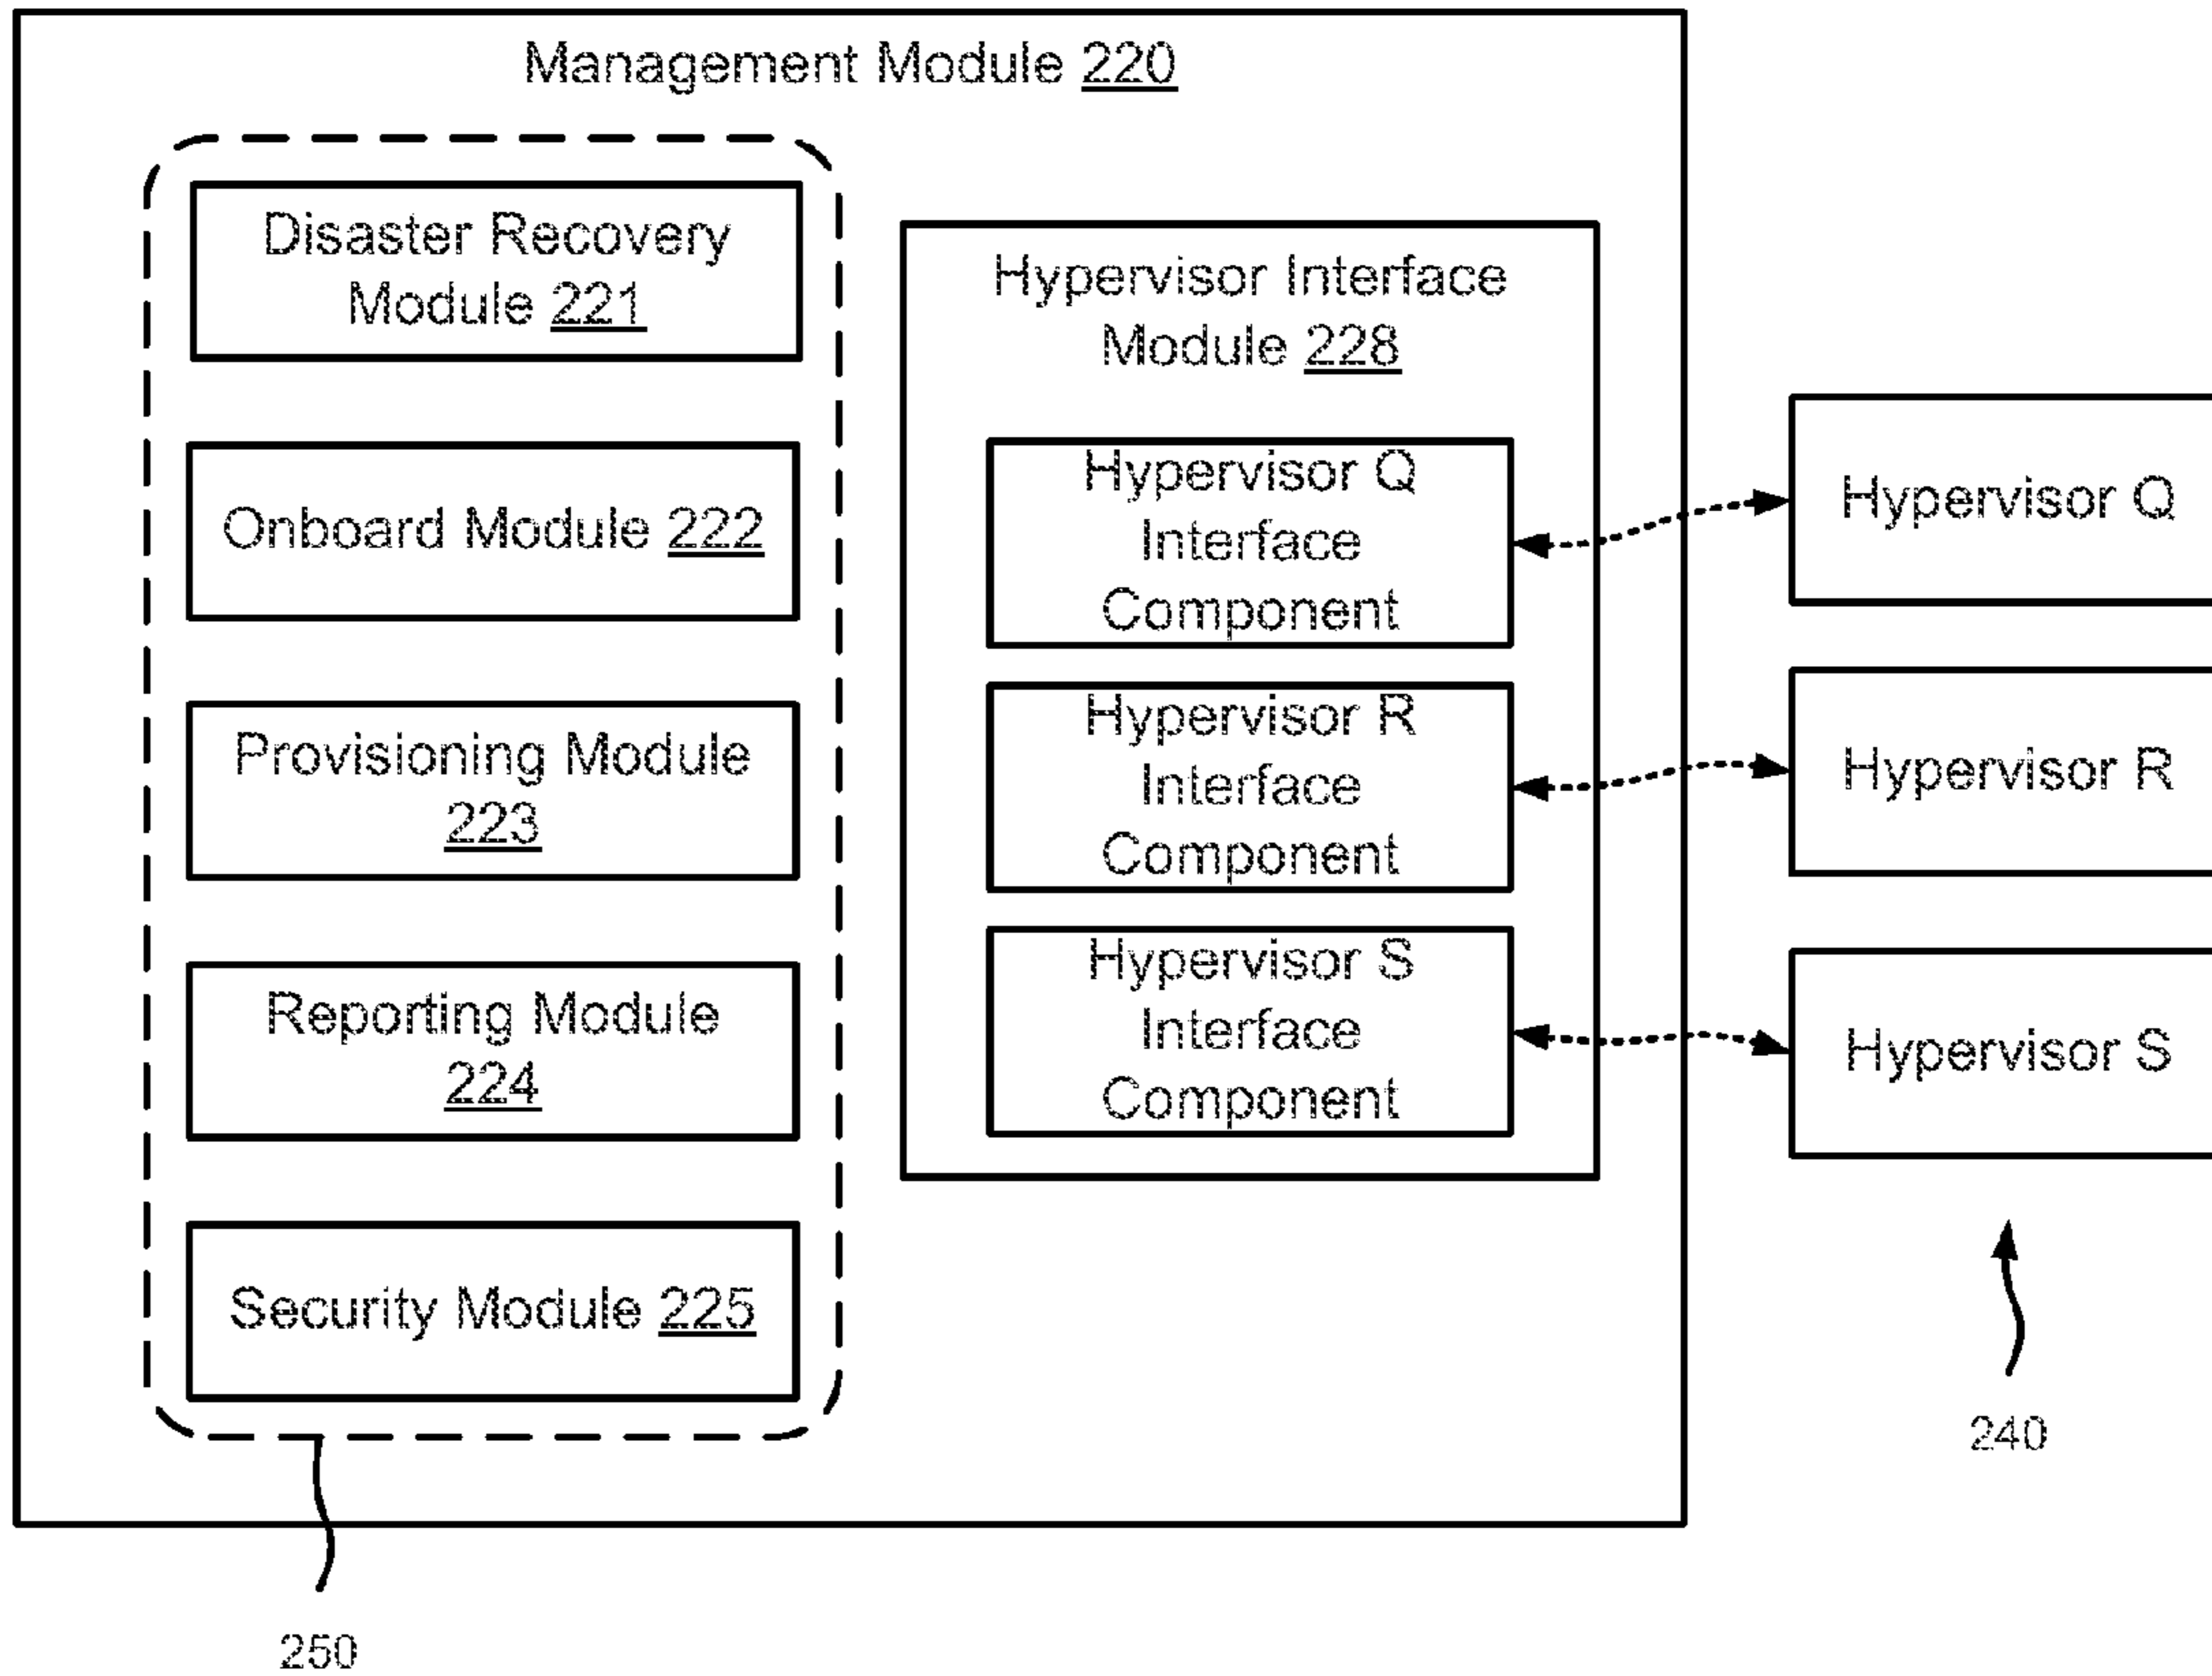 Management Module 220
Disaster Recovery
Module 221
Onboard Module 222
Provisioning Module
223
Reporting Module
224
Security Module 225
Hypervisor Interface
Module 228
Hypervisor Q
Interface
Component
Hypervisor R
Interface
Component
Hypervisor S
Interface
Component
Hypervisor Q
Hypervisor R
Hypervisor S
240
250